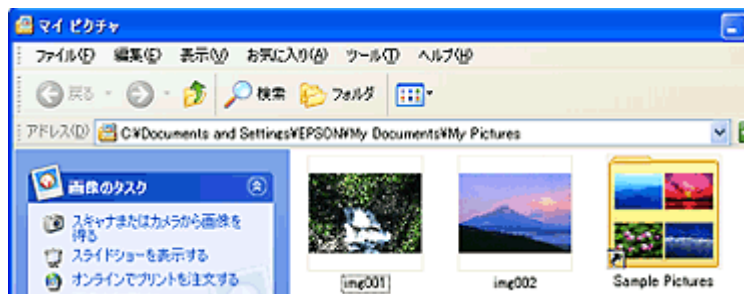 マイ ピクチャ
ファイル(F) 編集(E) 表示(V) お気に入り(A) ツール(T) ヘルプ(H)
戻る 検索 フォルダ
アドレス(D) C¥Documents and Settings¥EPSON¥My Documents¥My Pictures
画像のタスク
スキャナまたはカメラから画像を
得る
スライドショーを表示する
オンラインでプリントを注文する
img001 img002 Sample Pictures